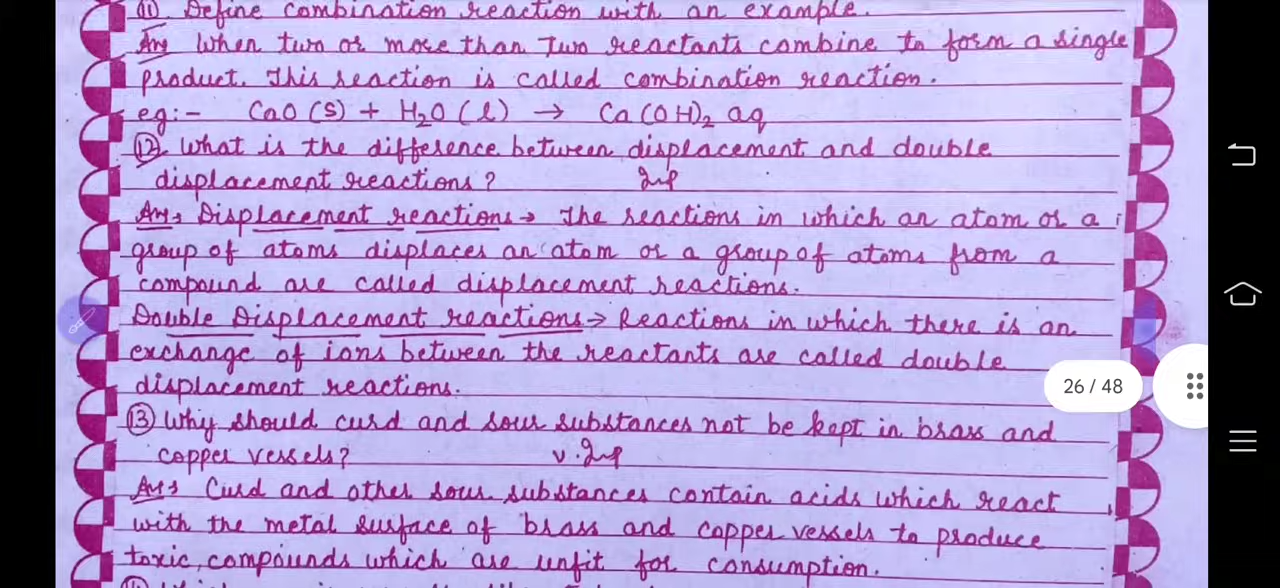 ⑪ Define combination reaction with an example.
Ans When two or more than two reactants combine to form a single
product. This reaction is called combination reaction.
eg:- CaO (s) + H₂O (l) → Ca (OH)₂ aq
⑫ What is the difference between displacement and double
displacement reactions? Imp
Ans→ Displacement reactions→ The reactions in which an atom or a
group of atoms displaces an atom or a group of atoms from a
compound are called displacement reactions.
Double Displacement reactions→ Reactions in which there is an
exchange of ions between the reactants are called double
displacement reactions.
26 / 48
⑬ Why should curd and sour substances not be kept in brass and
copper vessels? v. Imp
Ans→ Curd and other sour substances contain acids which react
with the metal surface of brass and copper vessels to produce
toxic compounds which are unfit for consumption.